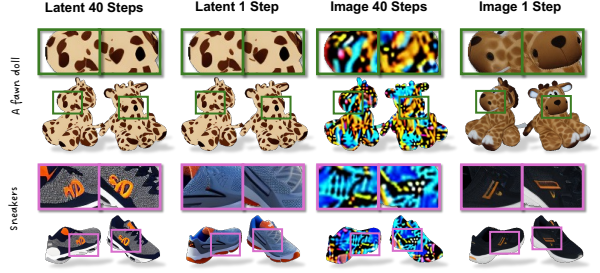 Latent 40 Steps
Latent 1 Step
Image 40 Steps
Image 1 Step
A fawn doll
Sneakers